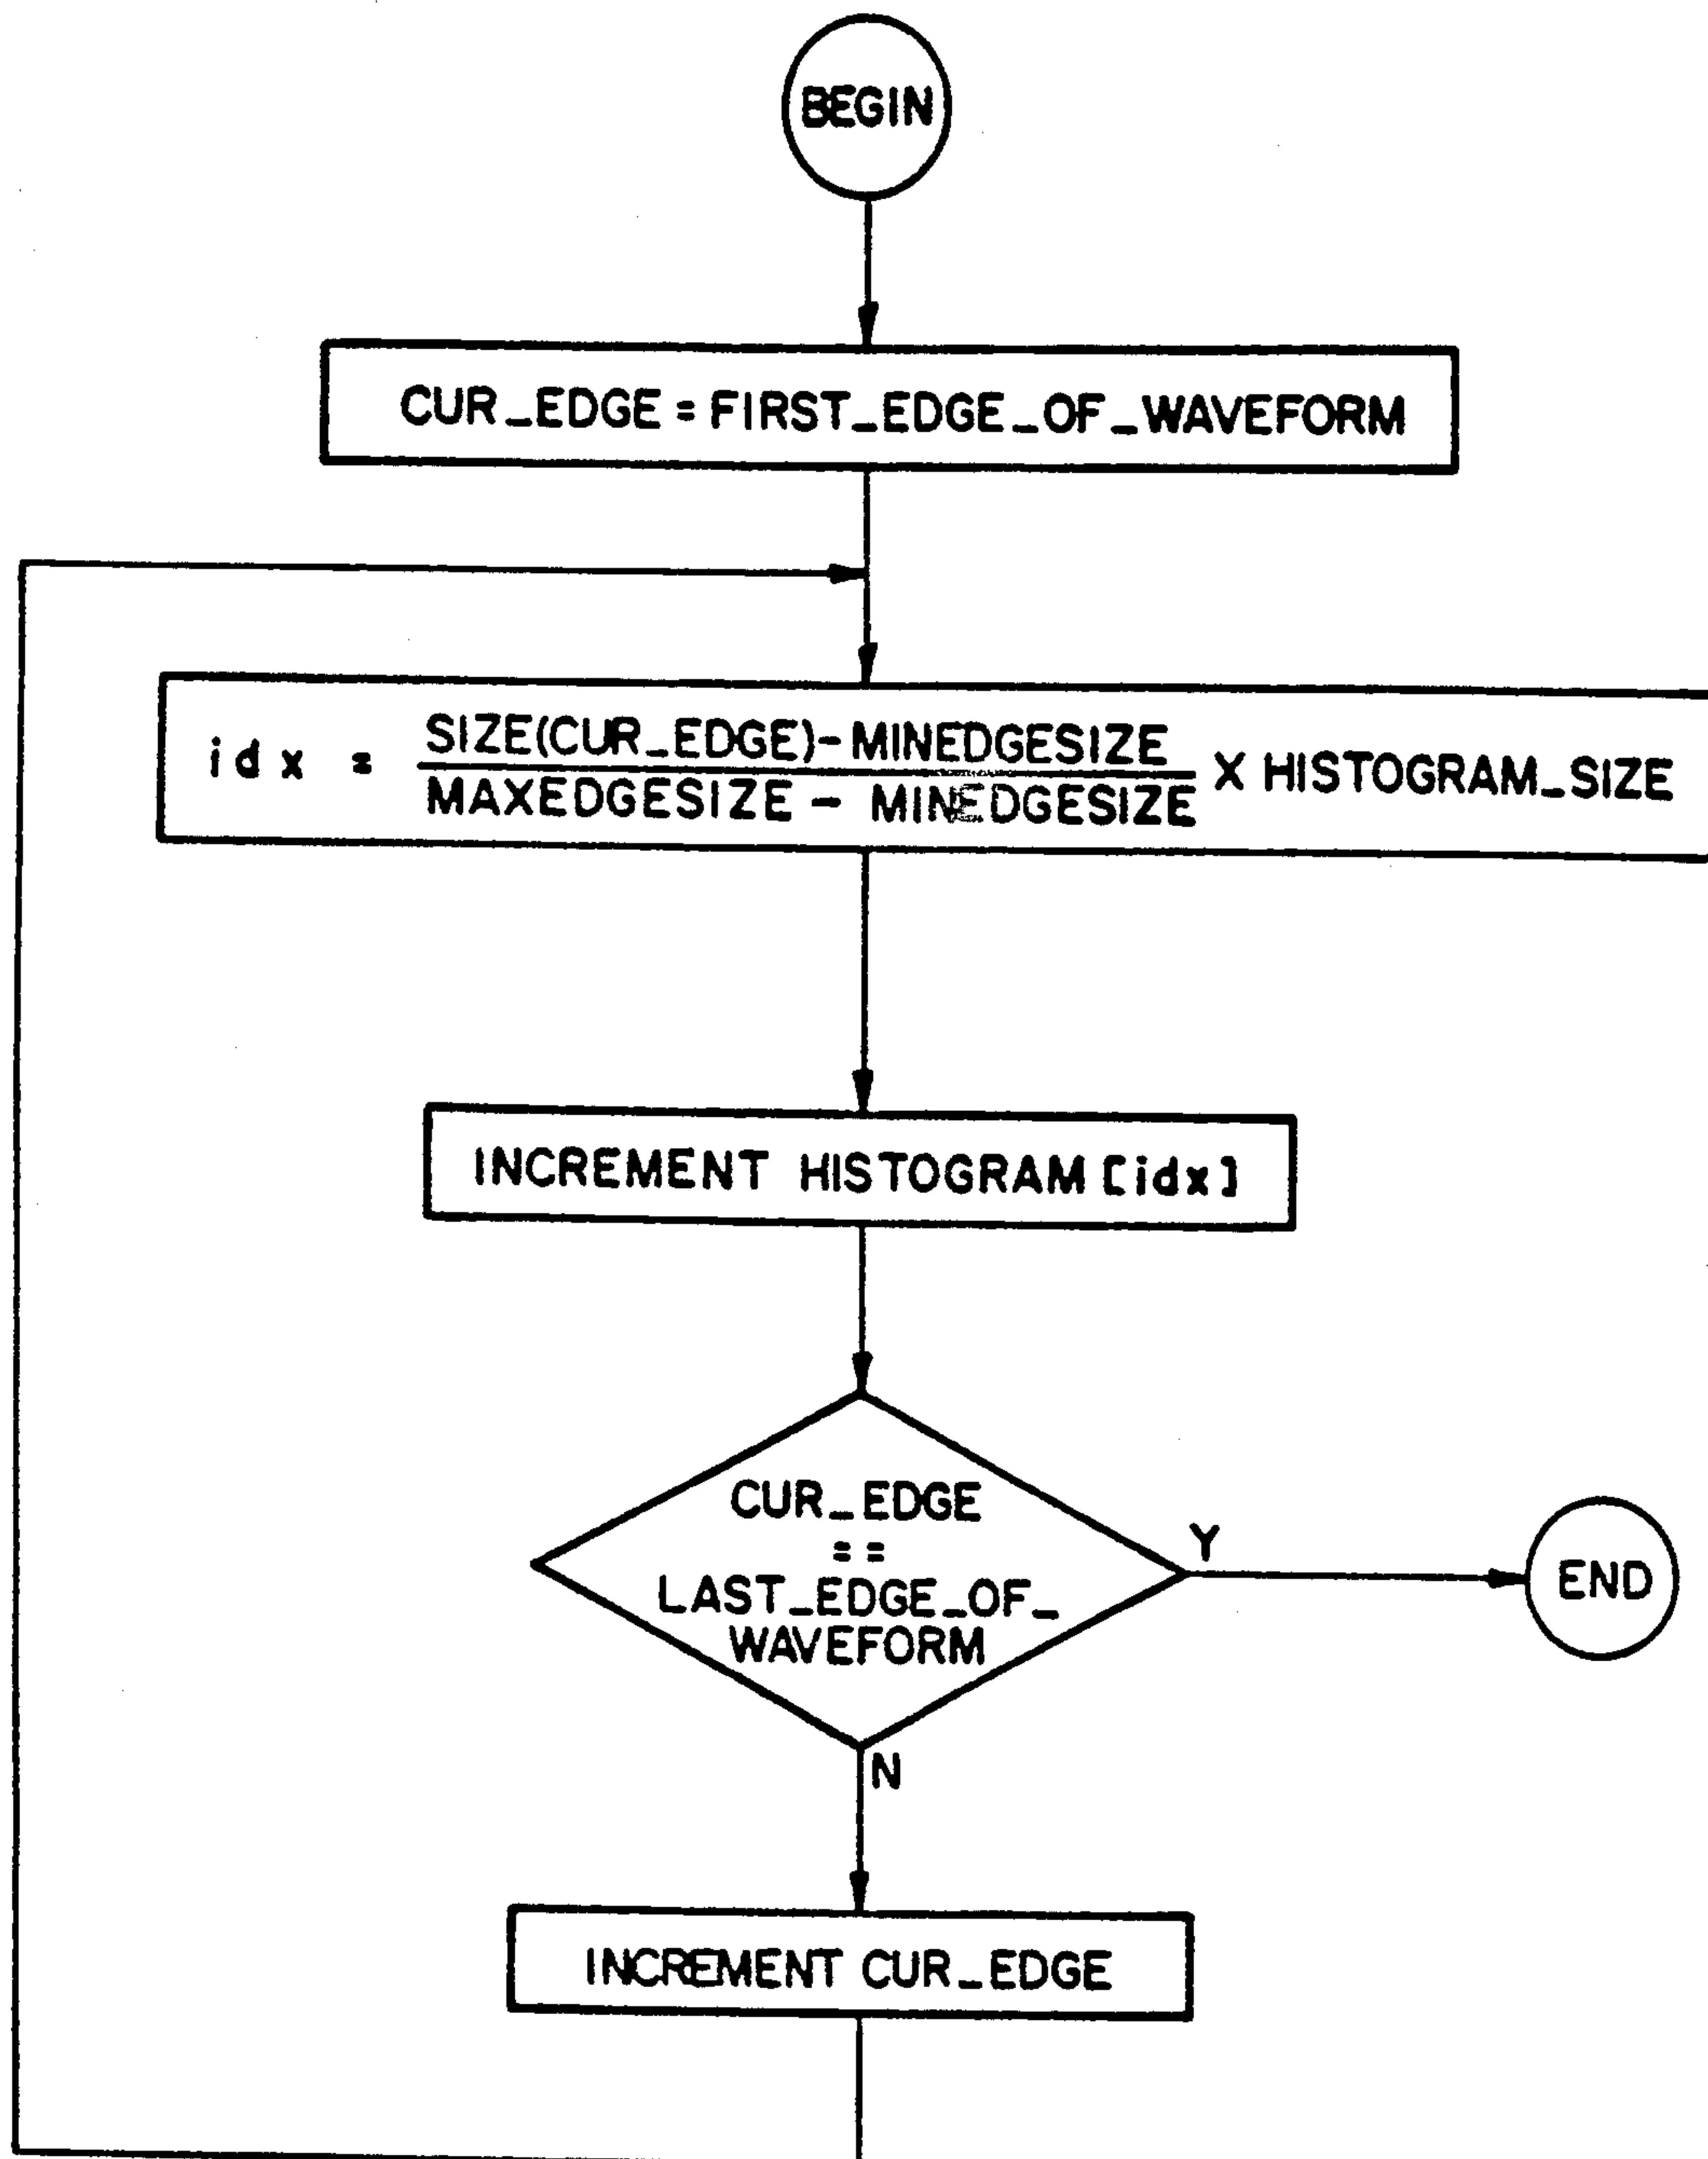 BEGIN
CUR_EDGE = FIRST_EDGE_OF_WAVEFORM
idx = SIZE(CUR_EDGE) - MINEDGESIZE
MAXEDGESIZE - MINEDGESIZE X HISTOGRAM_SIZE
INCREMENT HISTOGRAM [idx]
CUR_EDGE
==
LAST_EDGE_OF_
WAVEFORM
Y
END
N
INCREMENT CUR_EDGE